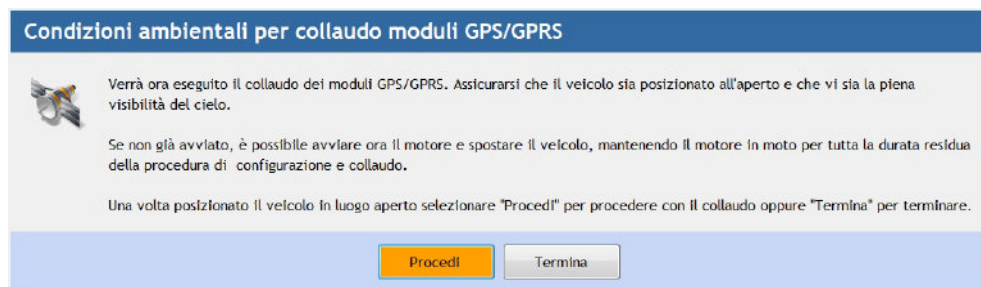 Condizioni ambientali per collaudo moduli GPS/GPRS
Verrà ora eseguito il collaudo dei moduli GPS/GPRS. Assicurarsi che il veicolo sia posizionato all'aperto e che vi sia la piena
visibilità del cielo.
Se non già avviato, è possibile avviare ora il motore e spostare il veicolo, mantenendo il motore in moto per tutta la durata residua
della procedura di configurazione e collaudo.
Una volta posizionato il veicolo in luogo aperto selezionare "Procedi" per procedere con il collaudo oppure "Termina" per terminare.
Procedi
Termina